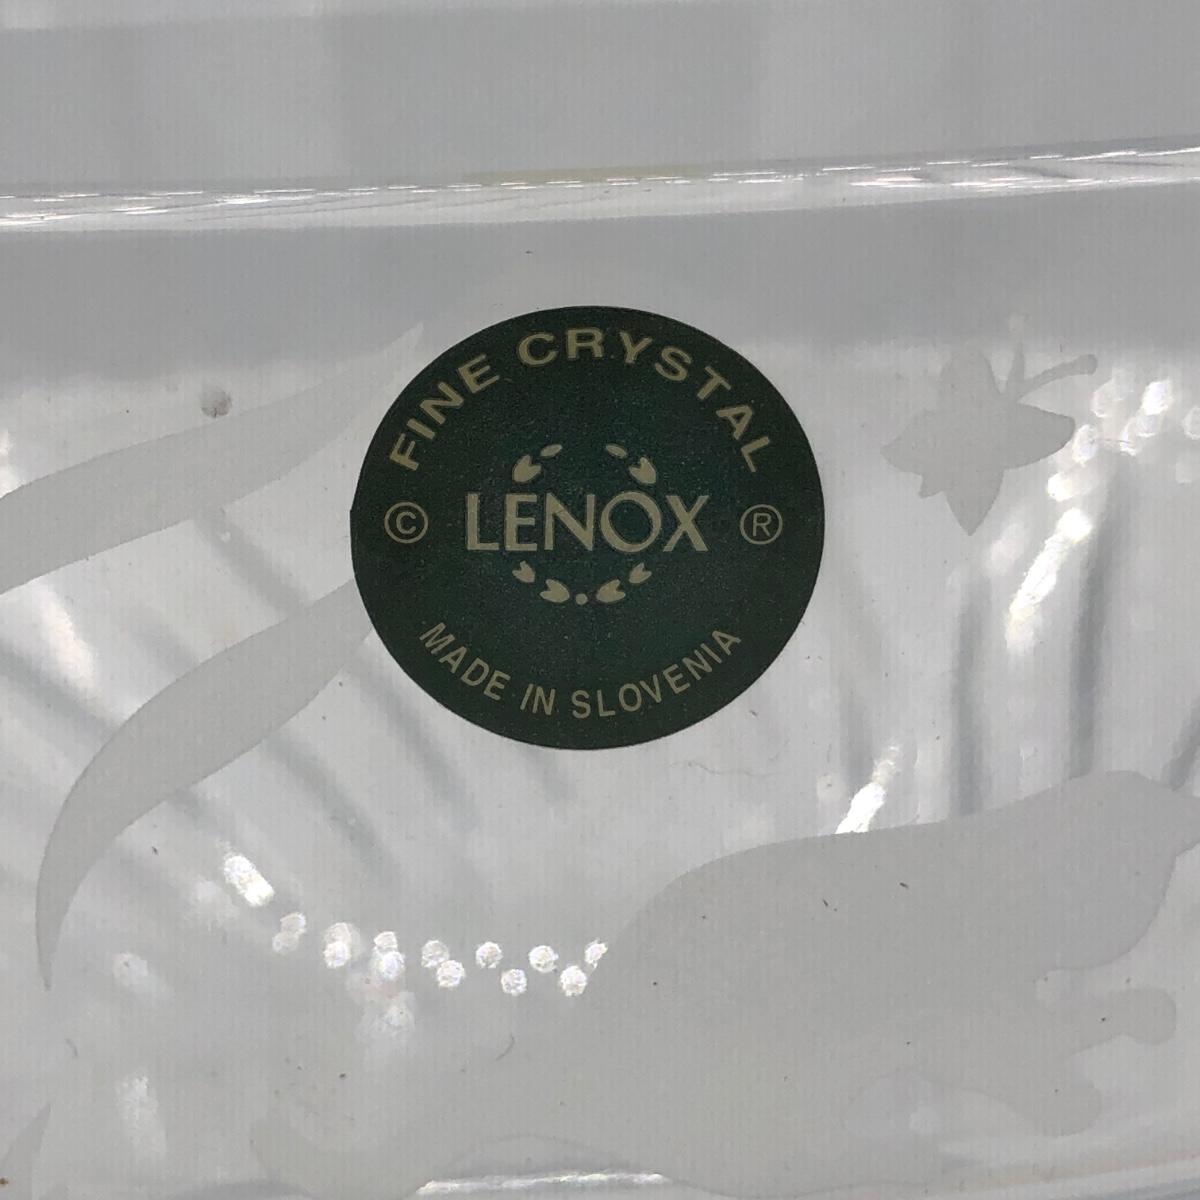 FINE CRYSTAL
© LENOX ®
MADE IN SLOVENIA